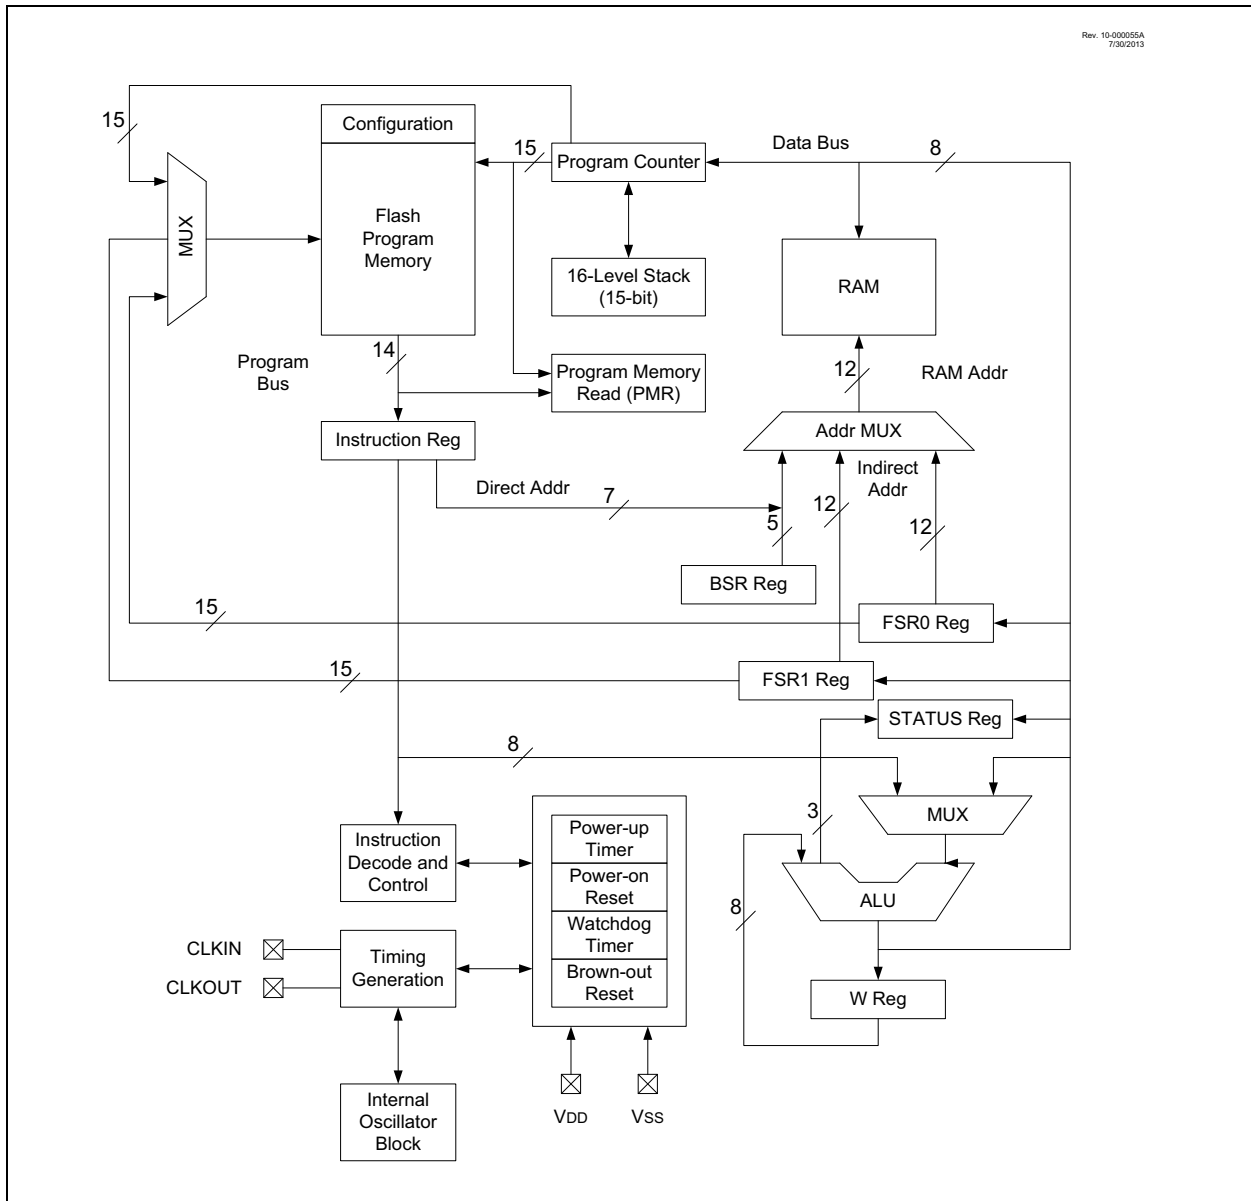 Rev. 10-000055A
7/30/2013
15
Configuration
15
Program Counter
Data Bus
8
MUX
Flash
Program
Memory
16-Level Stack
(15-bit)
RAM
Program
Bus
14
Program Memory
Read (PMR)
12
RAM Addr
Instruction Reg
Addr MUX
Direct Addr
7
Indirect
Addr
5
12
12
BSR Reg
15
FSR0 Reg
15
FSR1 Reg
STATUS Reg
8
3
MUX
Power-up
Timer
Instruction
Decode and
Control
Power-on
Reset
8
ALU
Watchdog
Timer
CLKIN
Timing
Generation
CLKOUT
Brown-out
Reset
W Reg
Internal
Oscillator
Block
VDD
VSS